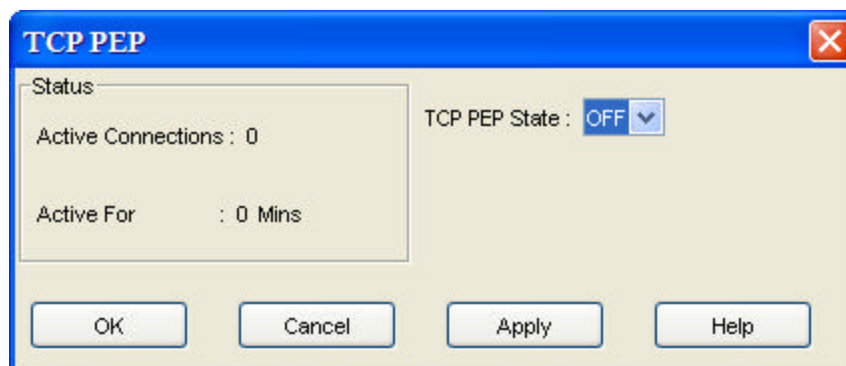 TCP PEP
Status
Active Connections : 0
Active For : 0 Mins
TCP PEP State : OFF
OK Cancel Apply Help